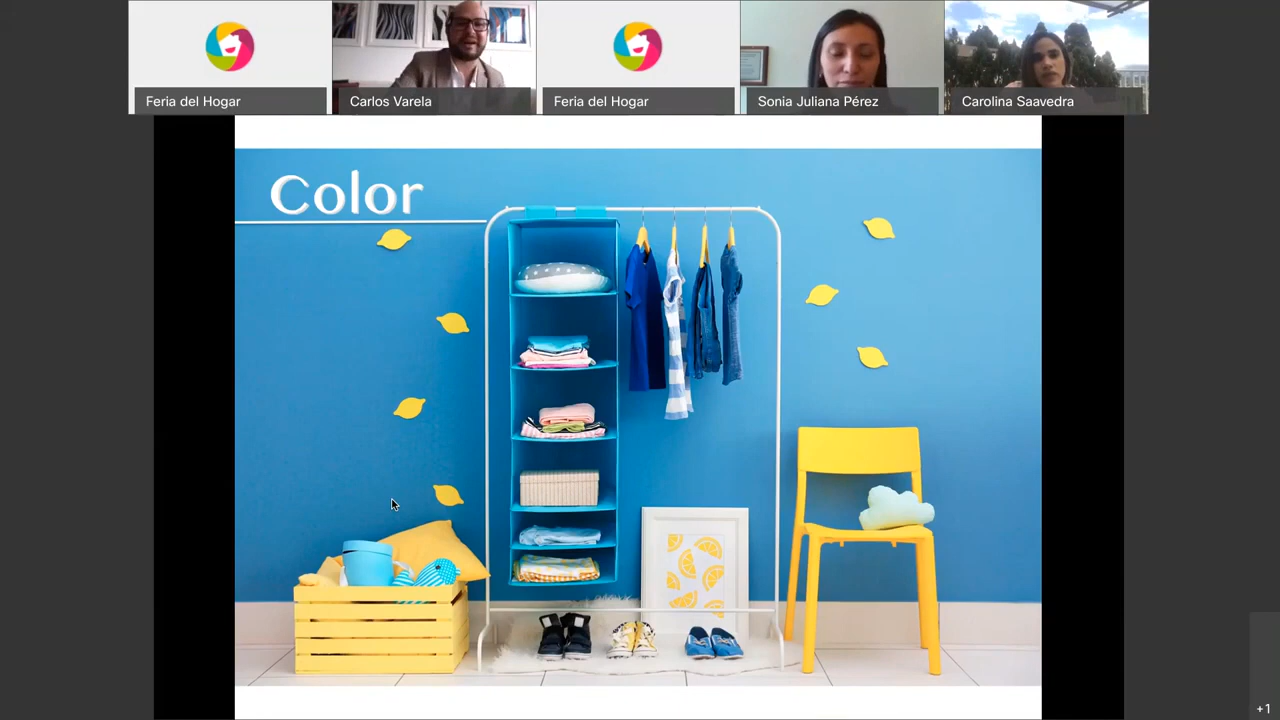 Feria del Hogar
Carlos Varela
Feria del Hogar
Sonia Juliana Pérez
Carolina Saavedra
Color
+1